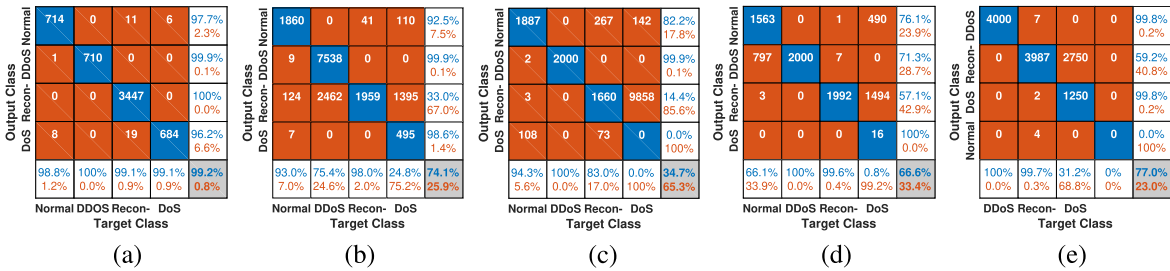 714 0 11 6 97.7%
2.3%
1 710 0 0 99.9%
0.1%
0 0 3447 0 100%
0.0%
8 0 19 684 96.2%
6.6%
98.8% 100% 99.1% 99.1% 99.2%
1.2% 0.0% 0.9% 0.9% 0.8%
Output Class
DoS Recon- DDoS Normal
Normal DDOS Recon- DoS
Target Class
(a)
1860 0 41 110 92.5%
7.5%
9 7538 0 0 99.9%
0.1%
124 2462 1959 1395 33.0%
67.0%
7 0 0 495 98.6%
1.4%
93.0% 75.4% 98.0% 24.8% 74.1%
7.0% 24.6% 2.0% 75.2% 25.9%
Output Class
DoS Recon- DDoS Normal
Normal DDOS Recon- DoS
Target Class
(b)
1887 0 267 142 82.2%
17.8%
2 2000 0 0 99.9%
0.1%
3 0 1660 9858 14.4%
85.6%
108 0 73 0 0.0%
100%
94.3% 100% 83.0% 0.0% 34.7%
5.6% 0.0% 17.0% 100% 65.3%
Output Class
DoS Recon- DDoS Normal
Normal DDoS Recon- DoS
Target Class
(c)
1563 0 1 490 76.1%
23.9%
797 2000 7 0 71.3%
28.7%
3 0 1992 1494 57.1%
42.9%
0 0 0 16 100%
0.0%
66.1% 100% 99.6% 0.8% 66.6%
33.9% 0.0% 0.4% 99.2% 33.4%
Output Class
DoS Recon- DDoS Normal
Normal DDoS Recon- DoS
Target Class
(d)
4000 7 0 0 99.8%
0.2%
0 3987 2750 0 59.2%
40.8%
0 2 1250 0 99.8%
0.2%
0 4 0 0 0.0%
100%
100% 99.7% 31.2% 0% 77.0%
0.0% 0.3% 68.8% 0% 23.0%
Output Class
Normal DoS Recon- DDoS
DDoS Recon- DoS Normal
Target Class
(e)